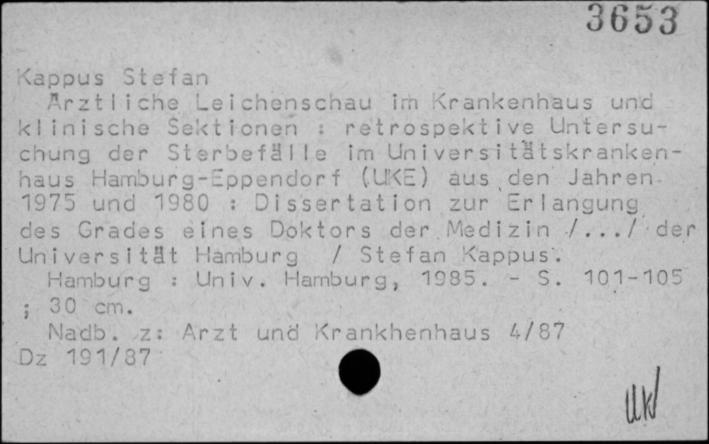 3653
Kappus Stefan
Ärztliche Leichenschau im Krankenhaus und
klinische Sektionen : retrospektive Untersu-
chung der Sterbefälle im Universitätskranken-
haus Hamburg-Eppendorf (UKE) aus den Jahren
1975 und 1980 : Dissertation zur Erlangung
des Grades eines Doktors der Medizin /.../ der
Universität Hamburg / Stefan Kappus.
Hamburg : Univ. Hamburg, 1985. - S. 101-105
; 30 cm.
Nadb. z: Arzt und Krankhenhaus 4/87
Dz 191/87